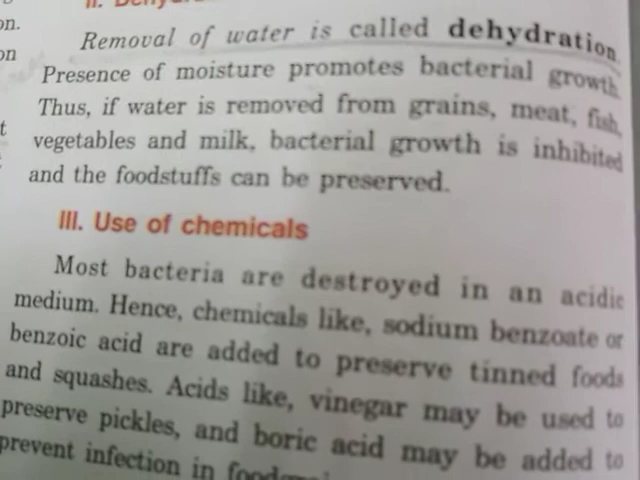 on.
on
t
II.
Removal of water is called dehydration.
Presence of moisture promotes bacterial growth.
Thus, if water is removed from grains, meat, fish,
vegetables and milk, bacterial growth is inhibited
and the foodstuffs can be preserved.
III. Use of chemicals
Most bacteria are destroyed in an acidic
medium. Hence, chemicals like, sodium benzoate or
benzoic acid are added to preserve tinned foods
and squashes. Acids like, vinegar may be used to
preserve pickles, and boric acid may be added to
prevent infection in